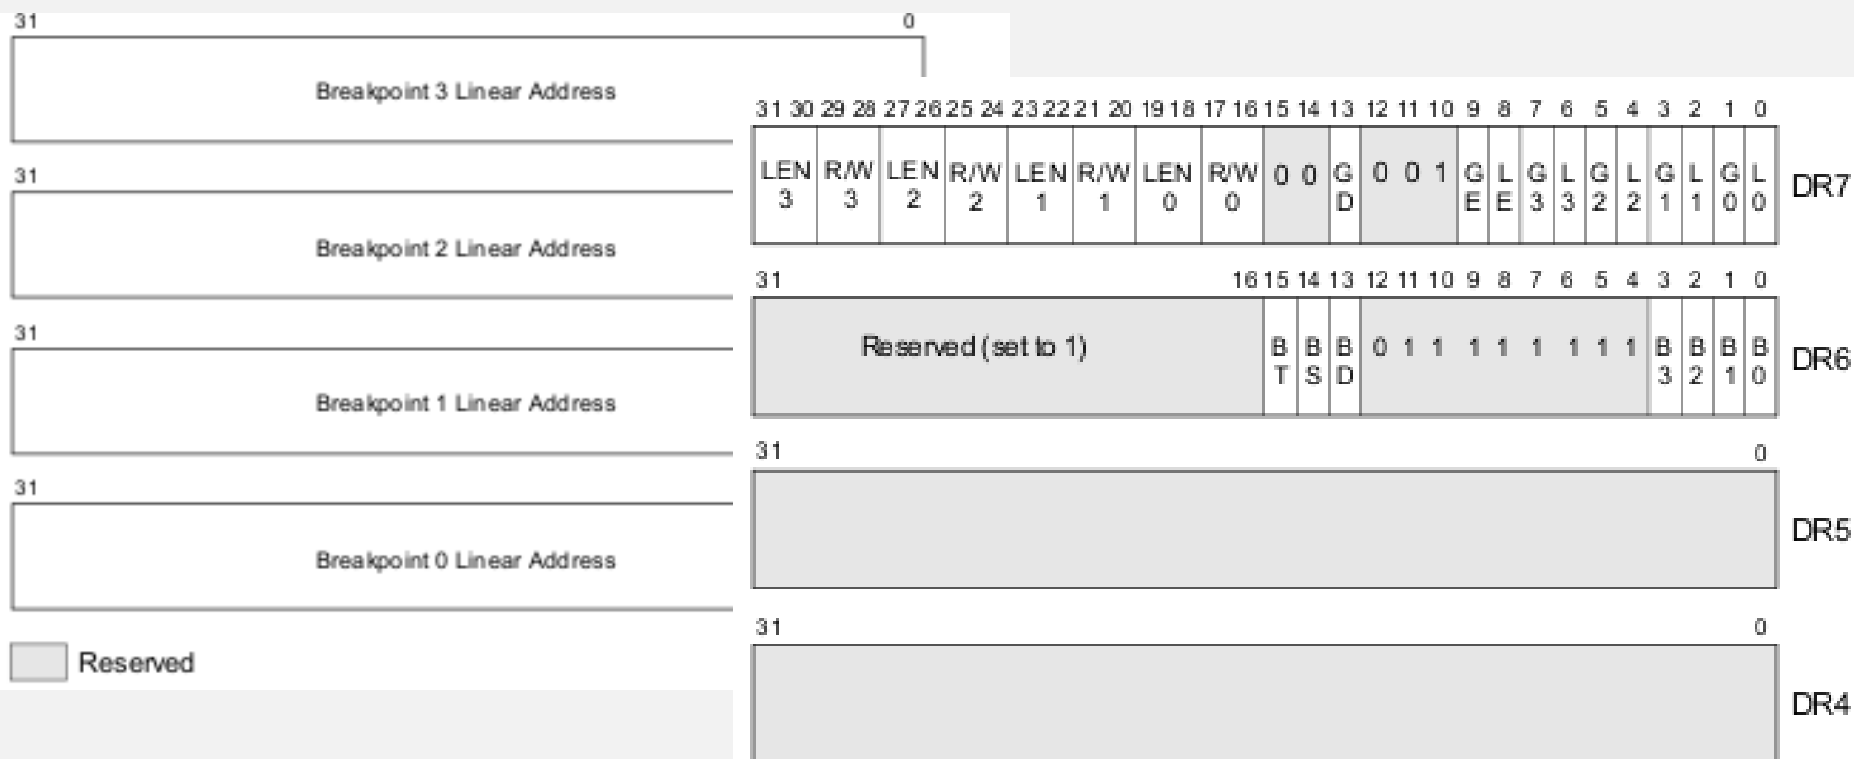 31 0
Breakpoint 3 Linear Address
31
Breakpoint 2 Linear Address
31
Breakpoint 1 Linear Address
31
Breakpoint 0 Linear Address
Reserved
31 30 29 28 27 26 25 24 23 22 21 20 19 18 17 16 15 14 13 12 11 10 9 8 7 6 5 4 3 2 1 0
LEN R/W LEN R/W LEN R/W LEN R/W 0 0 G 0 0 1 G L G L G L G L G L
3 3 2 2 1 1 0 0 D E E 3 3 2 2 1 1 0 0
DR7
31 16 15 14 13 12 11 10 9 8 7 6 5 4 3 2 1 0
Reserved (set to 1) B B B 0 1 1 1 1 1 1 1 1 B B B B
T S D 3 2 1 0
DR6
31 0
DR5
31 0
DR4